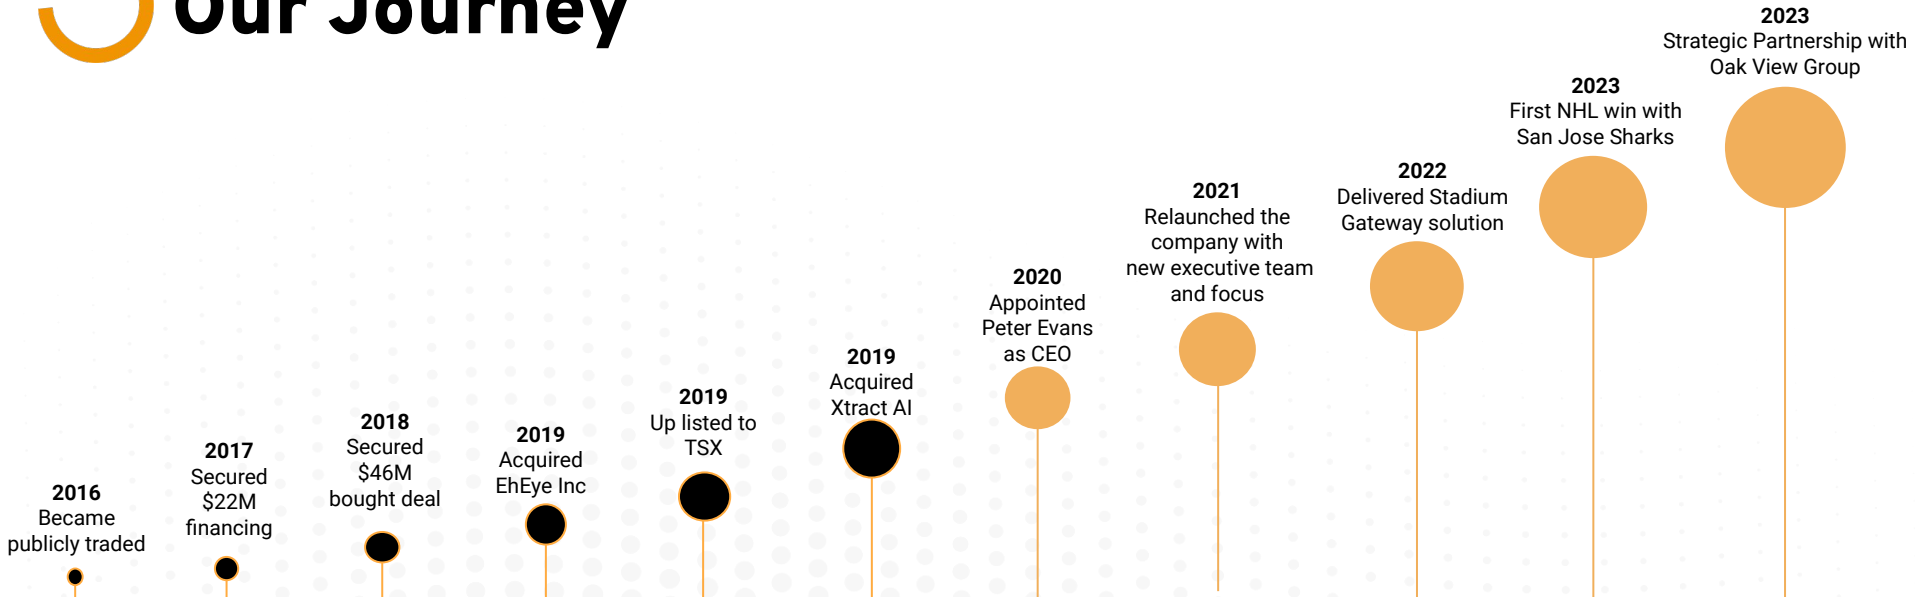 Our Journey
2016
Became
publicly traded
2017
Secured
$22M
financing
2018
Secured
$46M
bought deal
2019
Acquired
EhEye Inc
2019
Up listed to
TSX
2019
Acquired
Xtract AI
2020
Appointed
Peter Evans
as CEO
2021
Relaunched the
company with
new executive team
and focus
2022
Delivered Stadium
Gateway solution
2023
First NHL win with
San Jose Sharks
2023
Strategic Partnership with
Oak View Group